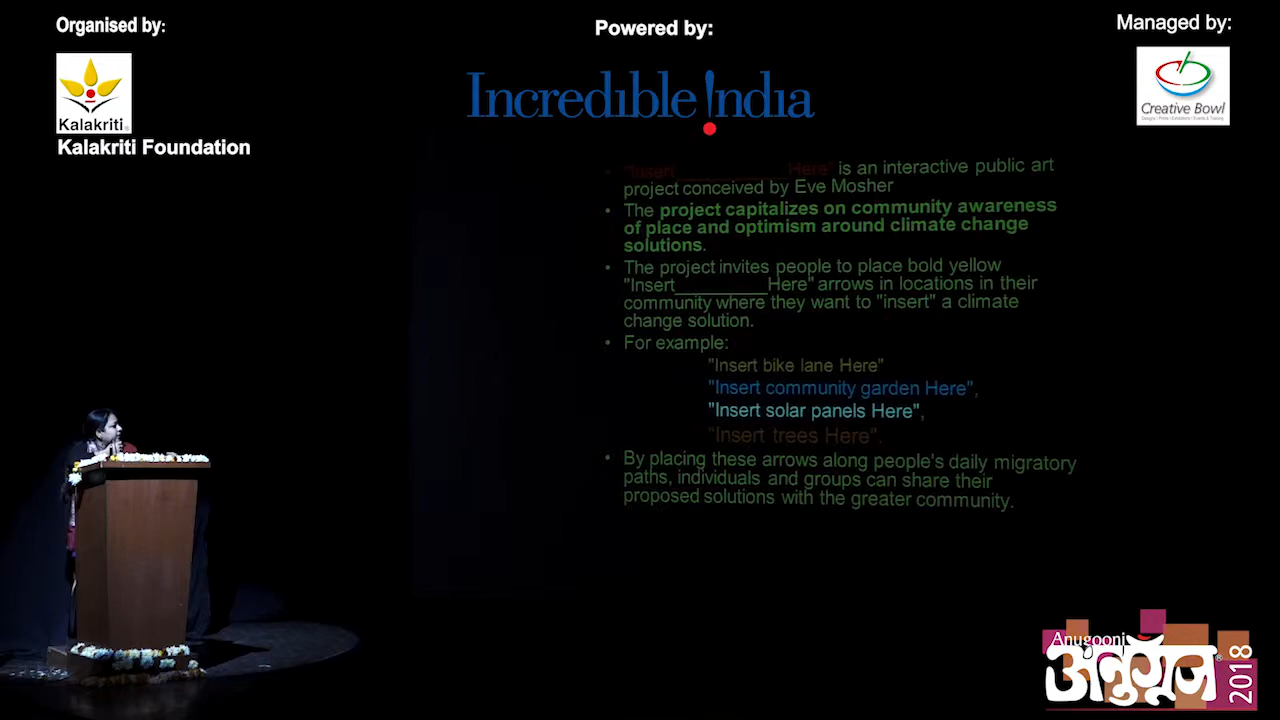 Organised by:
Powered by:
Managed by:
Kalakriti
Kalakriti Foundation
Incredible !ndia
Creative Bowl
• "Insert____________Here" is an interactive public art
project conceived by Eve Mosher
• The project capitalizes on community awareness
of place and optimism around climate change
solutions.
• The project invites people to place bold yellow
"Insert__________Here" arrows in locations in their
community where they want to "insert" a climate
change solution.
• For example:
"Insert bike lane Here"
"Insert community garden Here",
"Insert solar panels Here",
"Insert trees Here".
• By placing these arrows along people's daily migratory
paths, individuals and groups can share their
proposed solutions with the greater community.
Anugoonj
अनुगूँज
2018